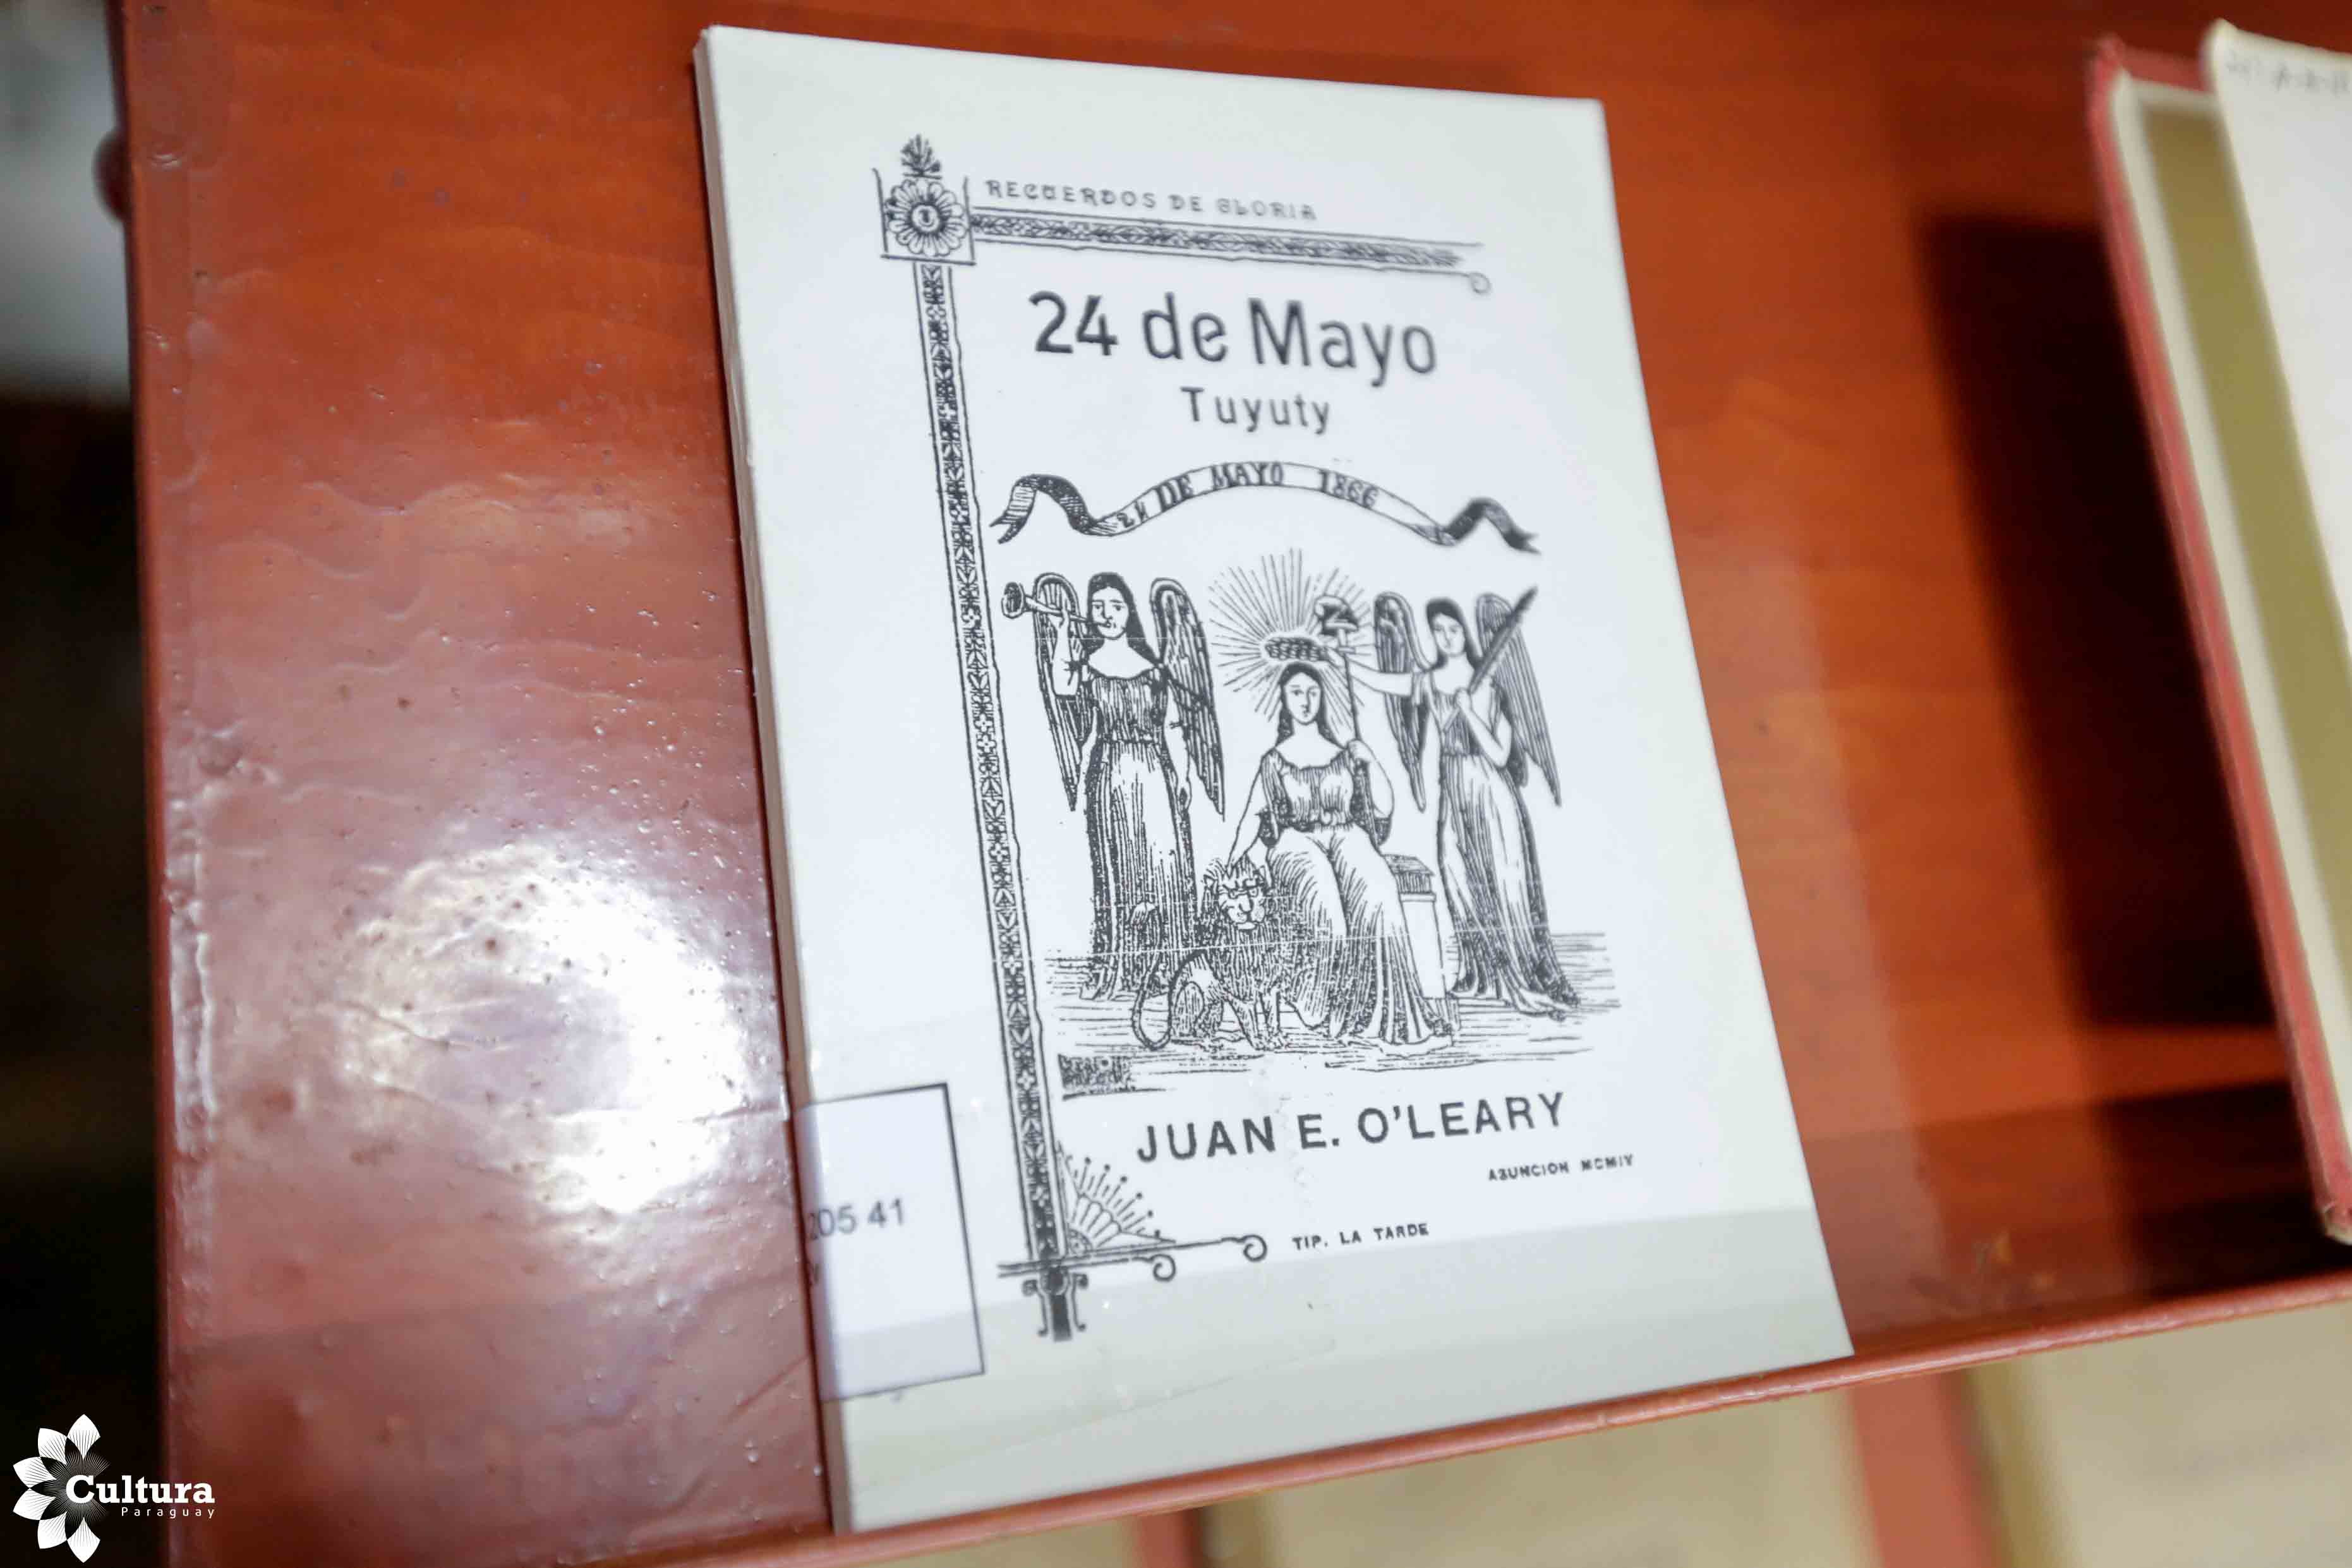 RECUERDOS DE GLORIA
24 de Mayo
Tuyuty
24 DE MAYO 1866
JUAN E. O'LEARY
ASUNCION MCMIV
TIP. LA TARDE
205 41
Cultura
Paraguay